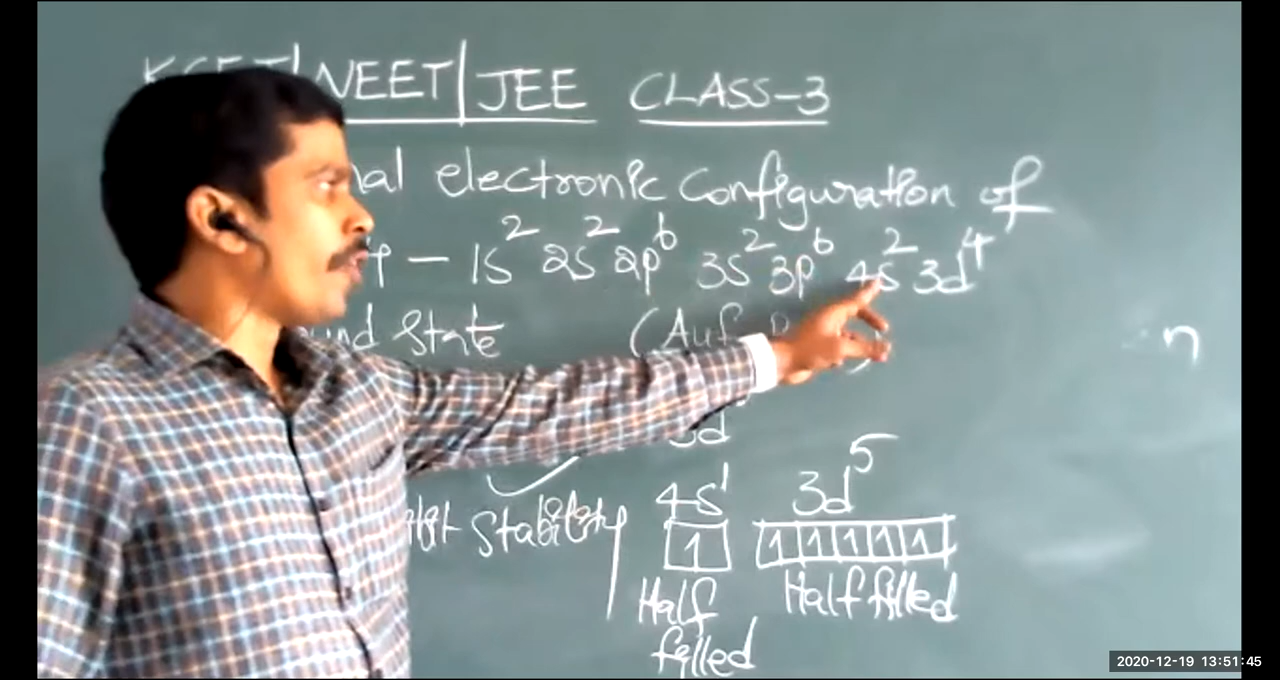 NEET/JEE CLASS-3
electronic configuration of
— 1s² 2s² 2p⁶ 3s² 3p⁶ 4s² 3d⁴
State (Auf
n
3d
4s¹ 3d⁵
Stability 1 1 1 1 1 1
Half Half filled
filled
2020-12-19 13:51:45